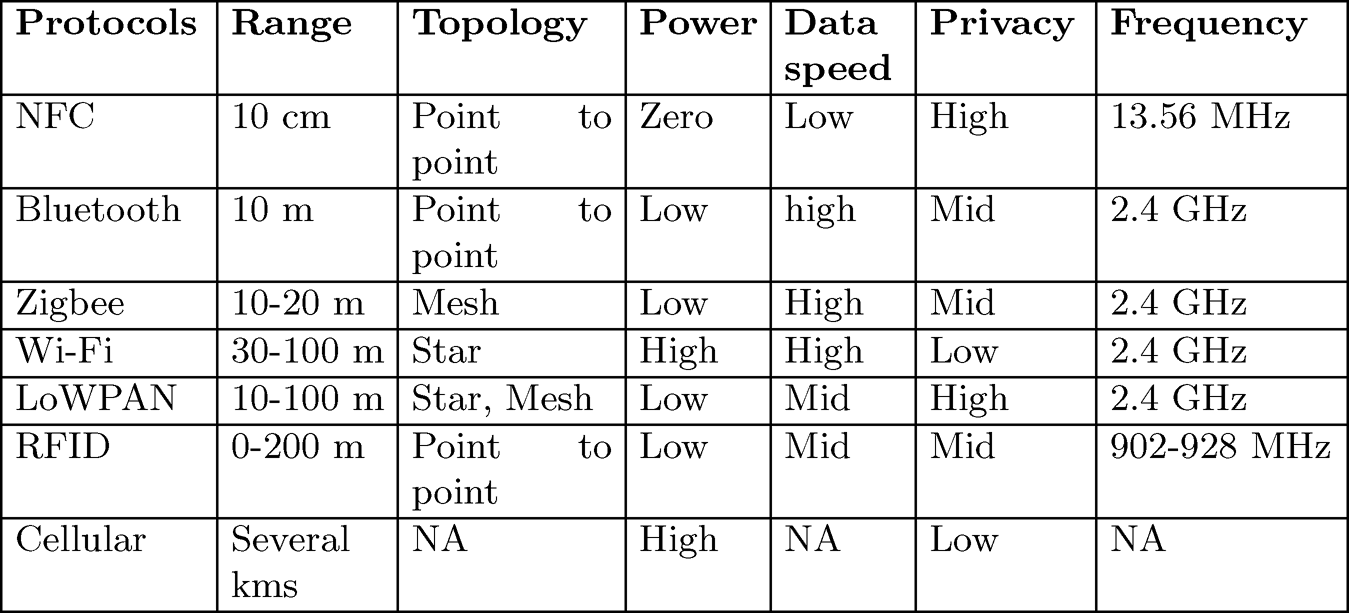 Protocols Range Topology Power Data speed Privacy Frequency
NFC 10 cm Point to point Zero Low High 13.56 MHz
Bluetooth 10 m Point to point Low high Mid 2.4 GHz
Zigbee 10-20 m Mesh Low High Mid 2.4 GHz
Wi-Fi 30-100 m Star High High Low 2.4 GHz
LoWPAN 10-100 m Star, Mesh Low Mid High 2.4 GHz
RFID 0-200 m Point to point Low Mid Mid 902-928 MHz
Cellular Several kms NA High NA Low NA